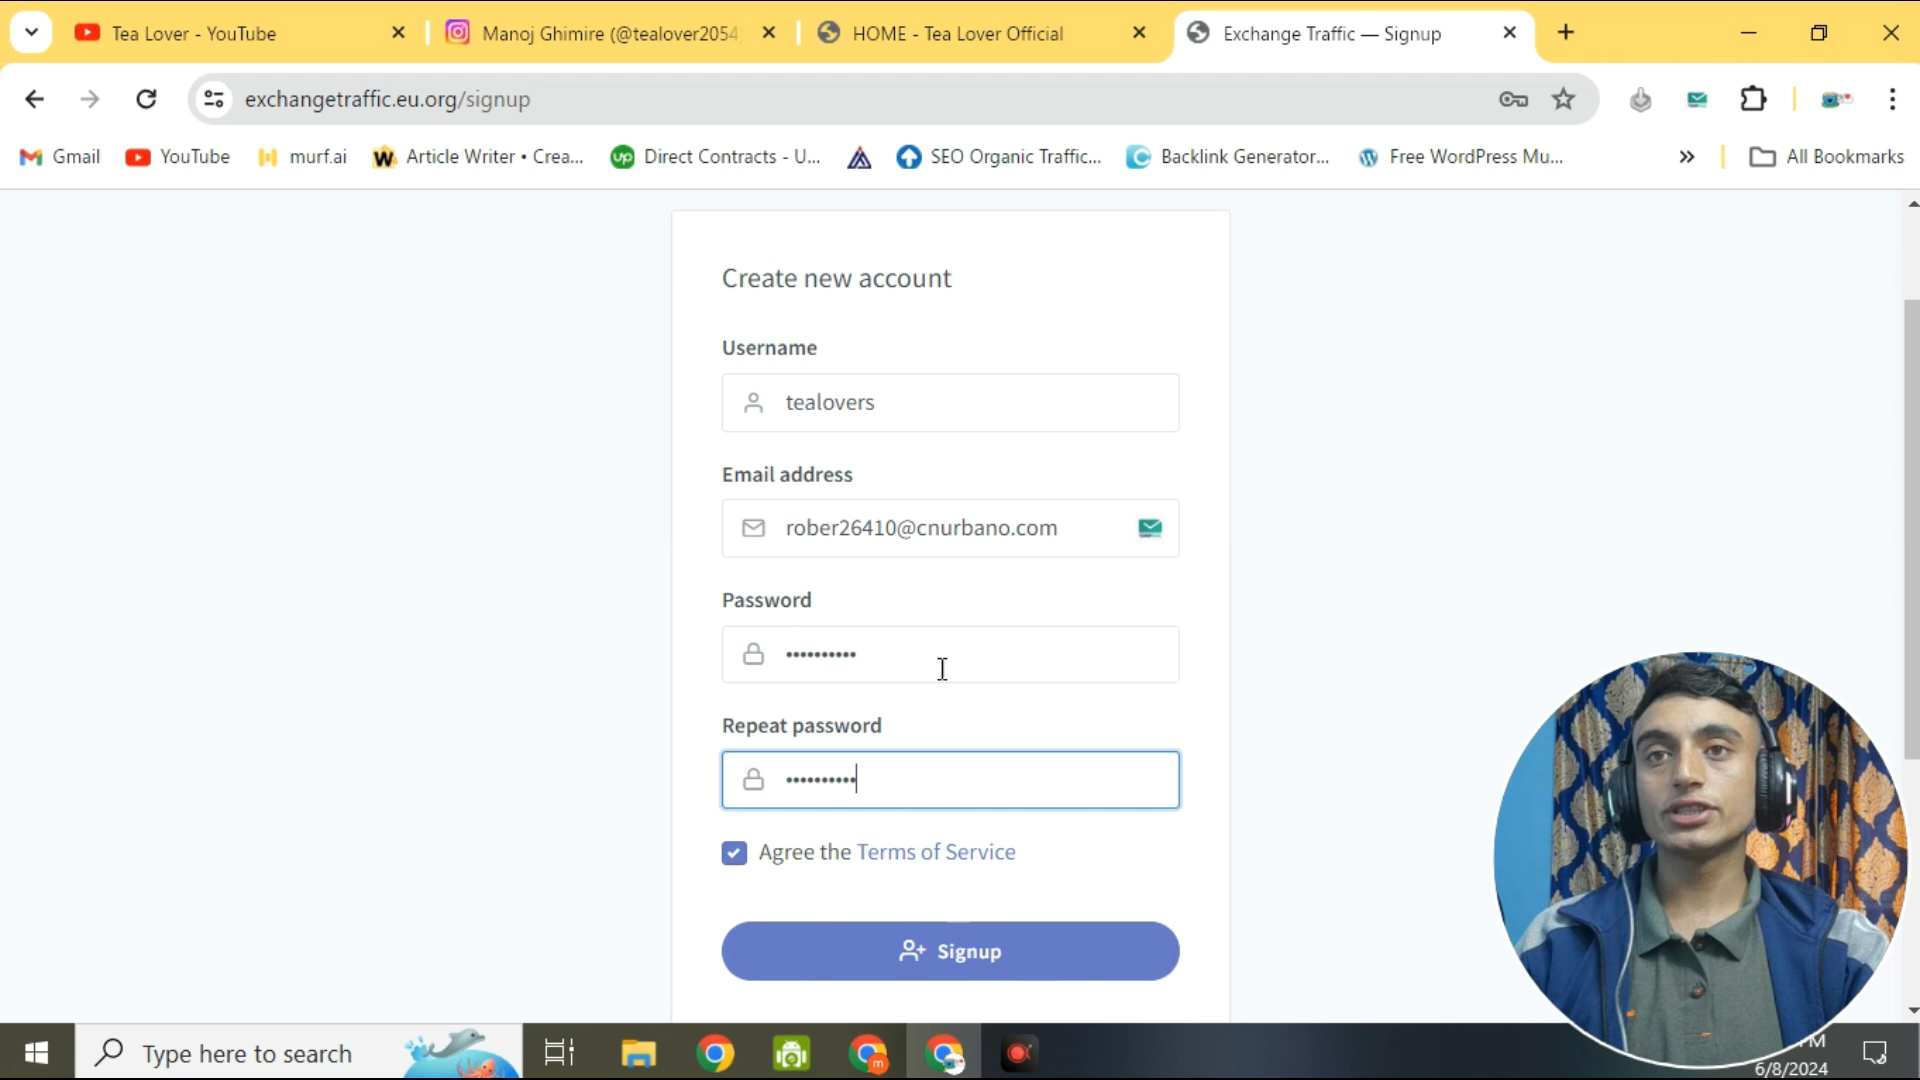 Tea Lover - YouTube
Manoj Ghimire (@tealover2054
HOME - Tea Lover Official
Exchange Traffic — Signup
exchangetraffic.eu.org/signup
Gmail
YouTube
murf.ai
Article Writer • Crea...
up Direct Contracts - U...
SEO Organic Traffic...
Backlink Generator...
Free WordPress Mu...
All Bookmarks
Create new account
Username
tealovers
Email address
rober26410@cnurbano.com
Password
••••••••••
Repeat password
••••••••••
Agree the Terms of Service
Signup
Type here to search
PM
6/8/2024